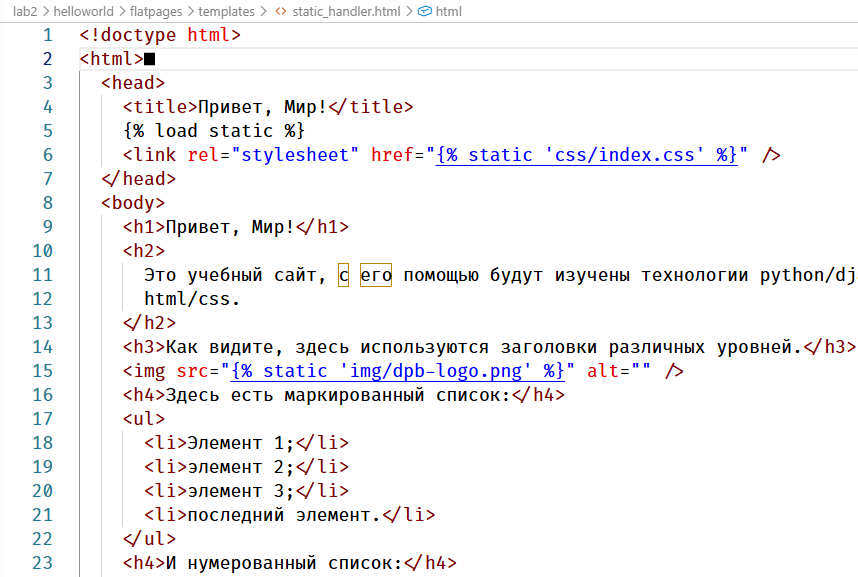 lab2 > helloworld > flatpages > templates > <> static_handler.html > html
1 <!doctype html>
2 <html>
3 <head>
4 <title>Привет, Мир!</title>
5 {% load static %}
6 <link rel="stylesheet" href="{% static 'css/index.css' %}" />
7 </head>
8 <body>
9 <h1>Привет, Мир!</h1>
10 <h2>
11 Это учебный сайт, с его помощью будут изучены технологии python/dj
12 html/css.
13 </h2>
14 <h3>Как видите, здесь используются заголовки различных уровней.</h3>
15 <img src="{% static 'img/dpb-logo.png' %}" alt="" />
16 <h4>Здесь есть маркированный список:</h4>
17 <ul>
18 <li>Элемент 1;</li>
19 <li>элемент 2;</li>
20 <li>элемент 3;</li>
21 <li>последний элемент.</li>
22 </ul>
23 <h4>И нумерованный список:</h4>